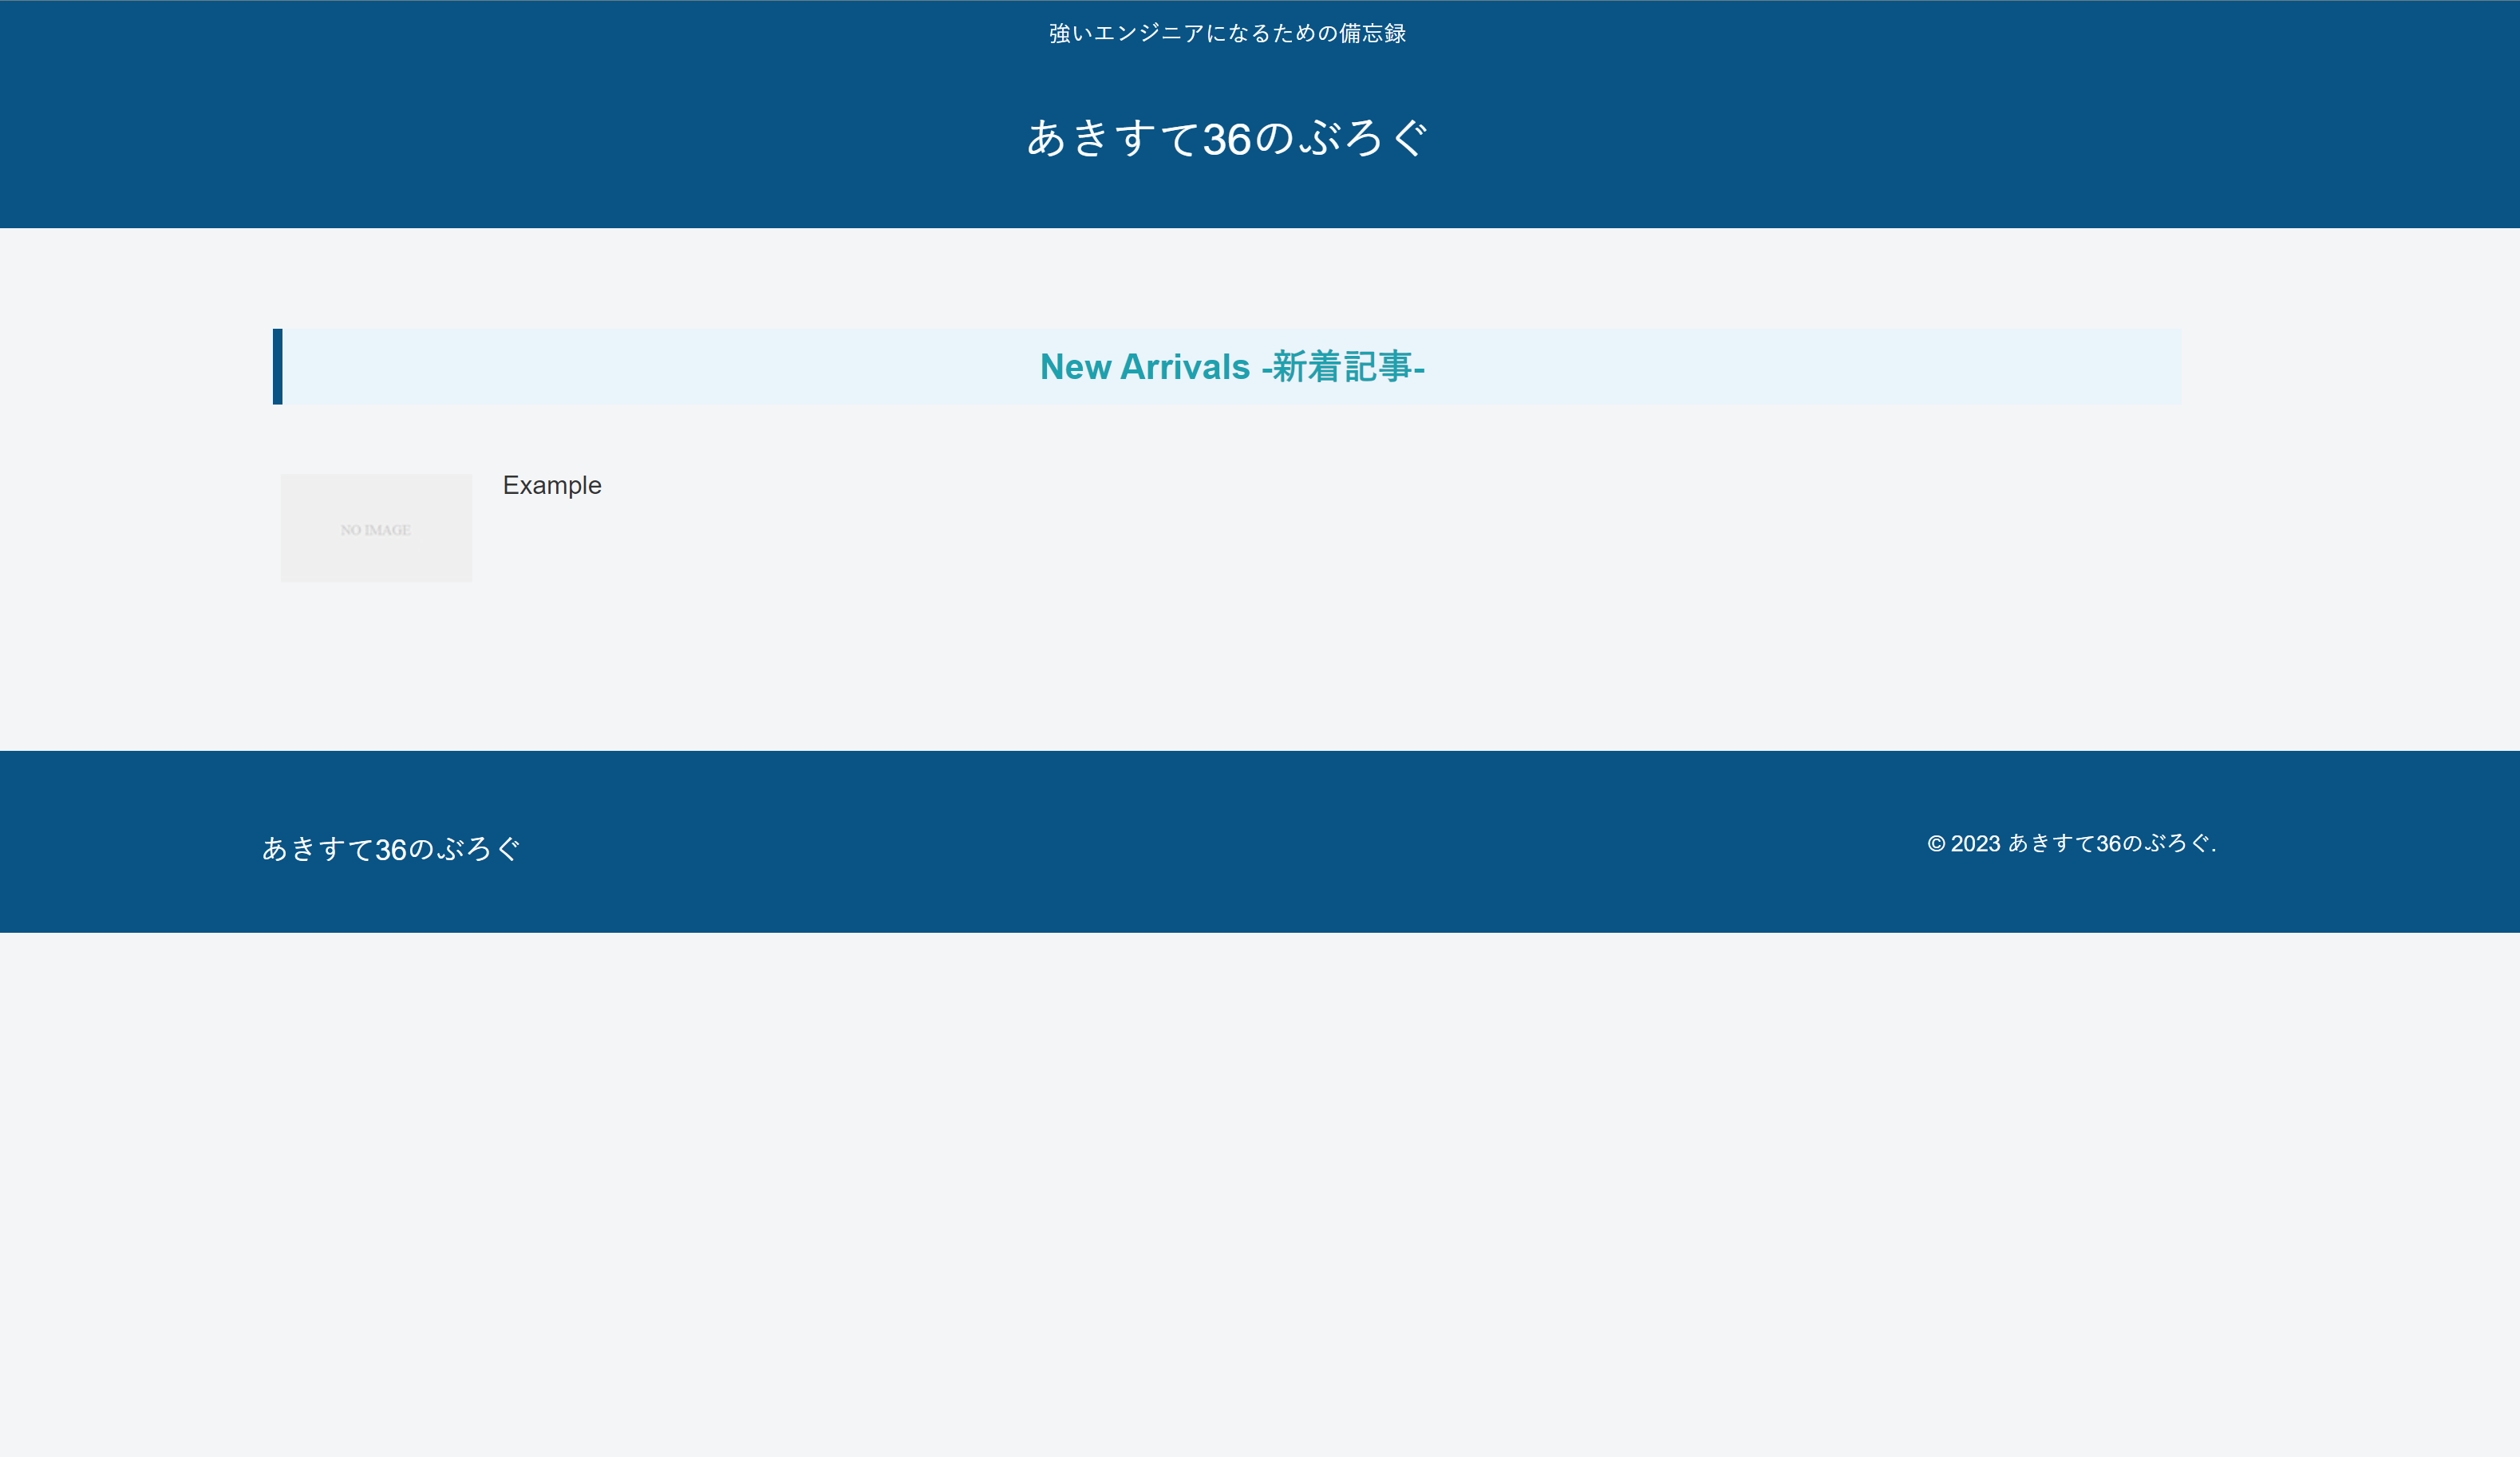 強いエンジニアになるための備忘録
あきすて36のぶろぐ
New Arrivals -新着記事-
NO IMAGE
Example
あきすて36のぶろぐ
© 2023 あきすて36のぶろぐ.